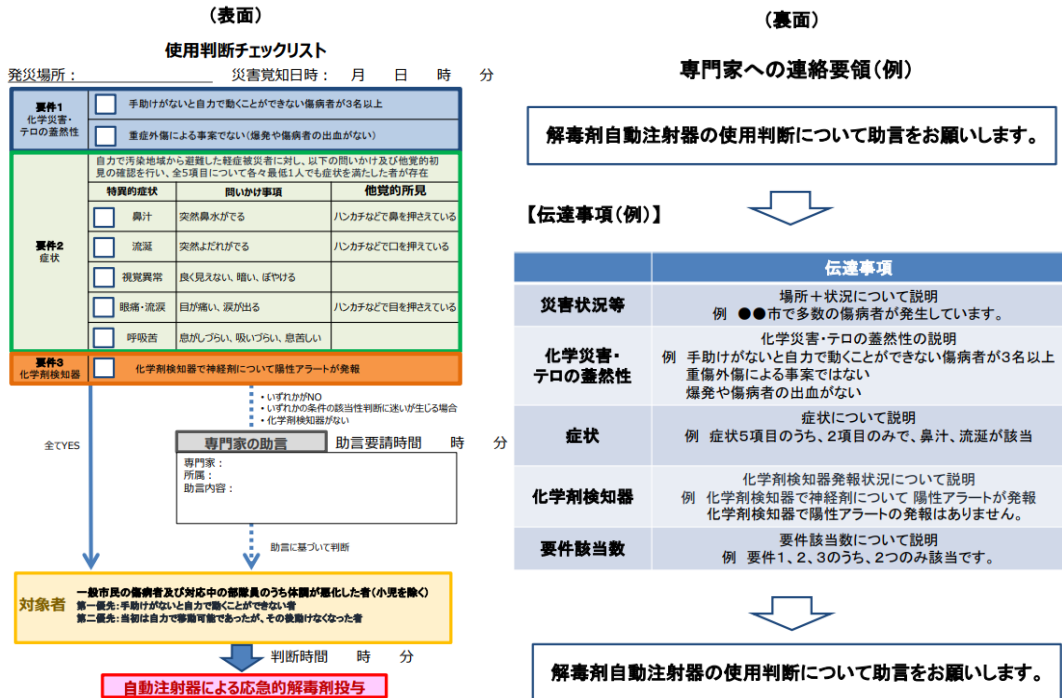 （表面）
使用判断チェックリスト
発災場所： 災害覚知日時： 月 日 時 分
要件1
化学災害・
テロの蓋然性
手助けがないと自力で動くことができない傷病者が3名以上
重症外傷による事案でない（爆発や傷病者の出血がない）
要件2
症状
自力で汚染地域から避難した軽症被災者に対し、以下の問いかけ及び他覚的初
見の確認を行い、全5項目について各々最低1人でも症状を満たした者が存在
特異的症状 問いかけ事項 他覚的所見
鼻汁 突然鼻水がでる ハンカチなどで鼻を押さえている
流涎 突然よだれがでる ハンカチなどで口を押えている
視覚異常 良く見えない、暗い、ぼやける
眼痛・流涙 目が痛い、涙が出る ハンカチなどで目を押さえている
呼吸苦 息がしづらい、吸いづらい、息苦しい
要件3
化学剤検知器
化学剤検知器で神経剤について陽性アラートが発報
・いずれかがNO
・いずれかの条件の該当性判断に迷いが生じる場合
・化学剤検知器がない
全てYES
専門家の助言 助言要請時間 時 分
専門家：
所属：
助言内容：
助言に基づいて判断
対象者
一般市民の傷病者及び対応中の部隊員のうち体調が悪化した者（小児を除く）
第一優先：手助けがないと自力で動くことができない者
第二優先：当初は自力で移動可能であったが、その後動けなくなった者
判断時間 時 分
自動注射器による応急的解毒剤投与
（裏面）
専門家への連絡要領（例）
解毒剤自動注射器の使用判断について助言をお願いします。
【伝達事項（例）】
伝達事項
災害状況等
場所＋状況について説明
例 ●●市で多数の傷病者が発生しています。
化学災害・
テロの蓋然性
化学災害・テロの蓋然性の説明
例 手助けがないと自力で動くことができない傷病者が3名以上
重傷外傷による事案ではない
爆発や傷病者の出血がない
症状
症状について説明
例 症状5項目のうち、2項目のみで、鼻汁、流涎が該当
化学剤検知器
化学剤検知器発報状況について説明
例 化学剤検知器で神経剤について 陽性アラートが発報
化学剤検知器で陽性アラートの発報はありません。
要件該当数
要件該当数について説明
例 要件1、2、3のうち、2つのみ該当です。
解毒剤自動注射器の使用判断について助言をお願いします。